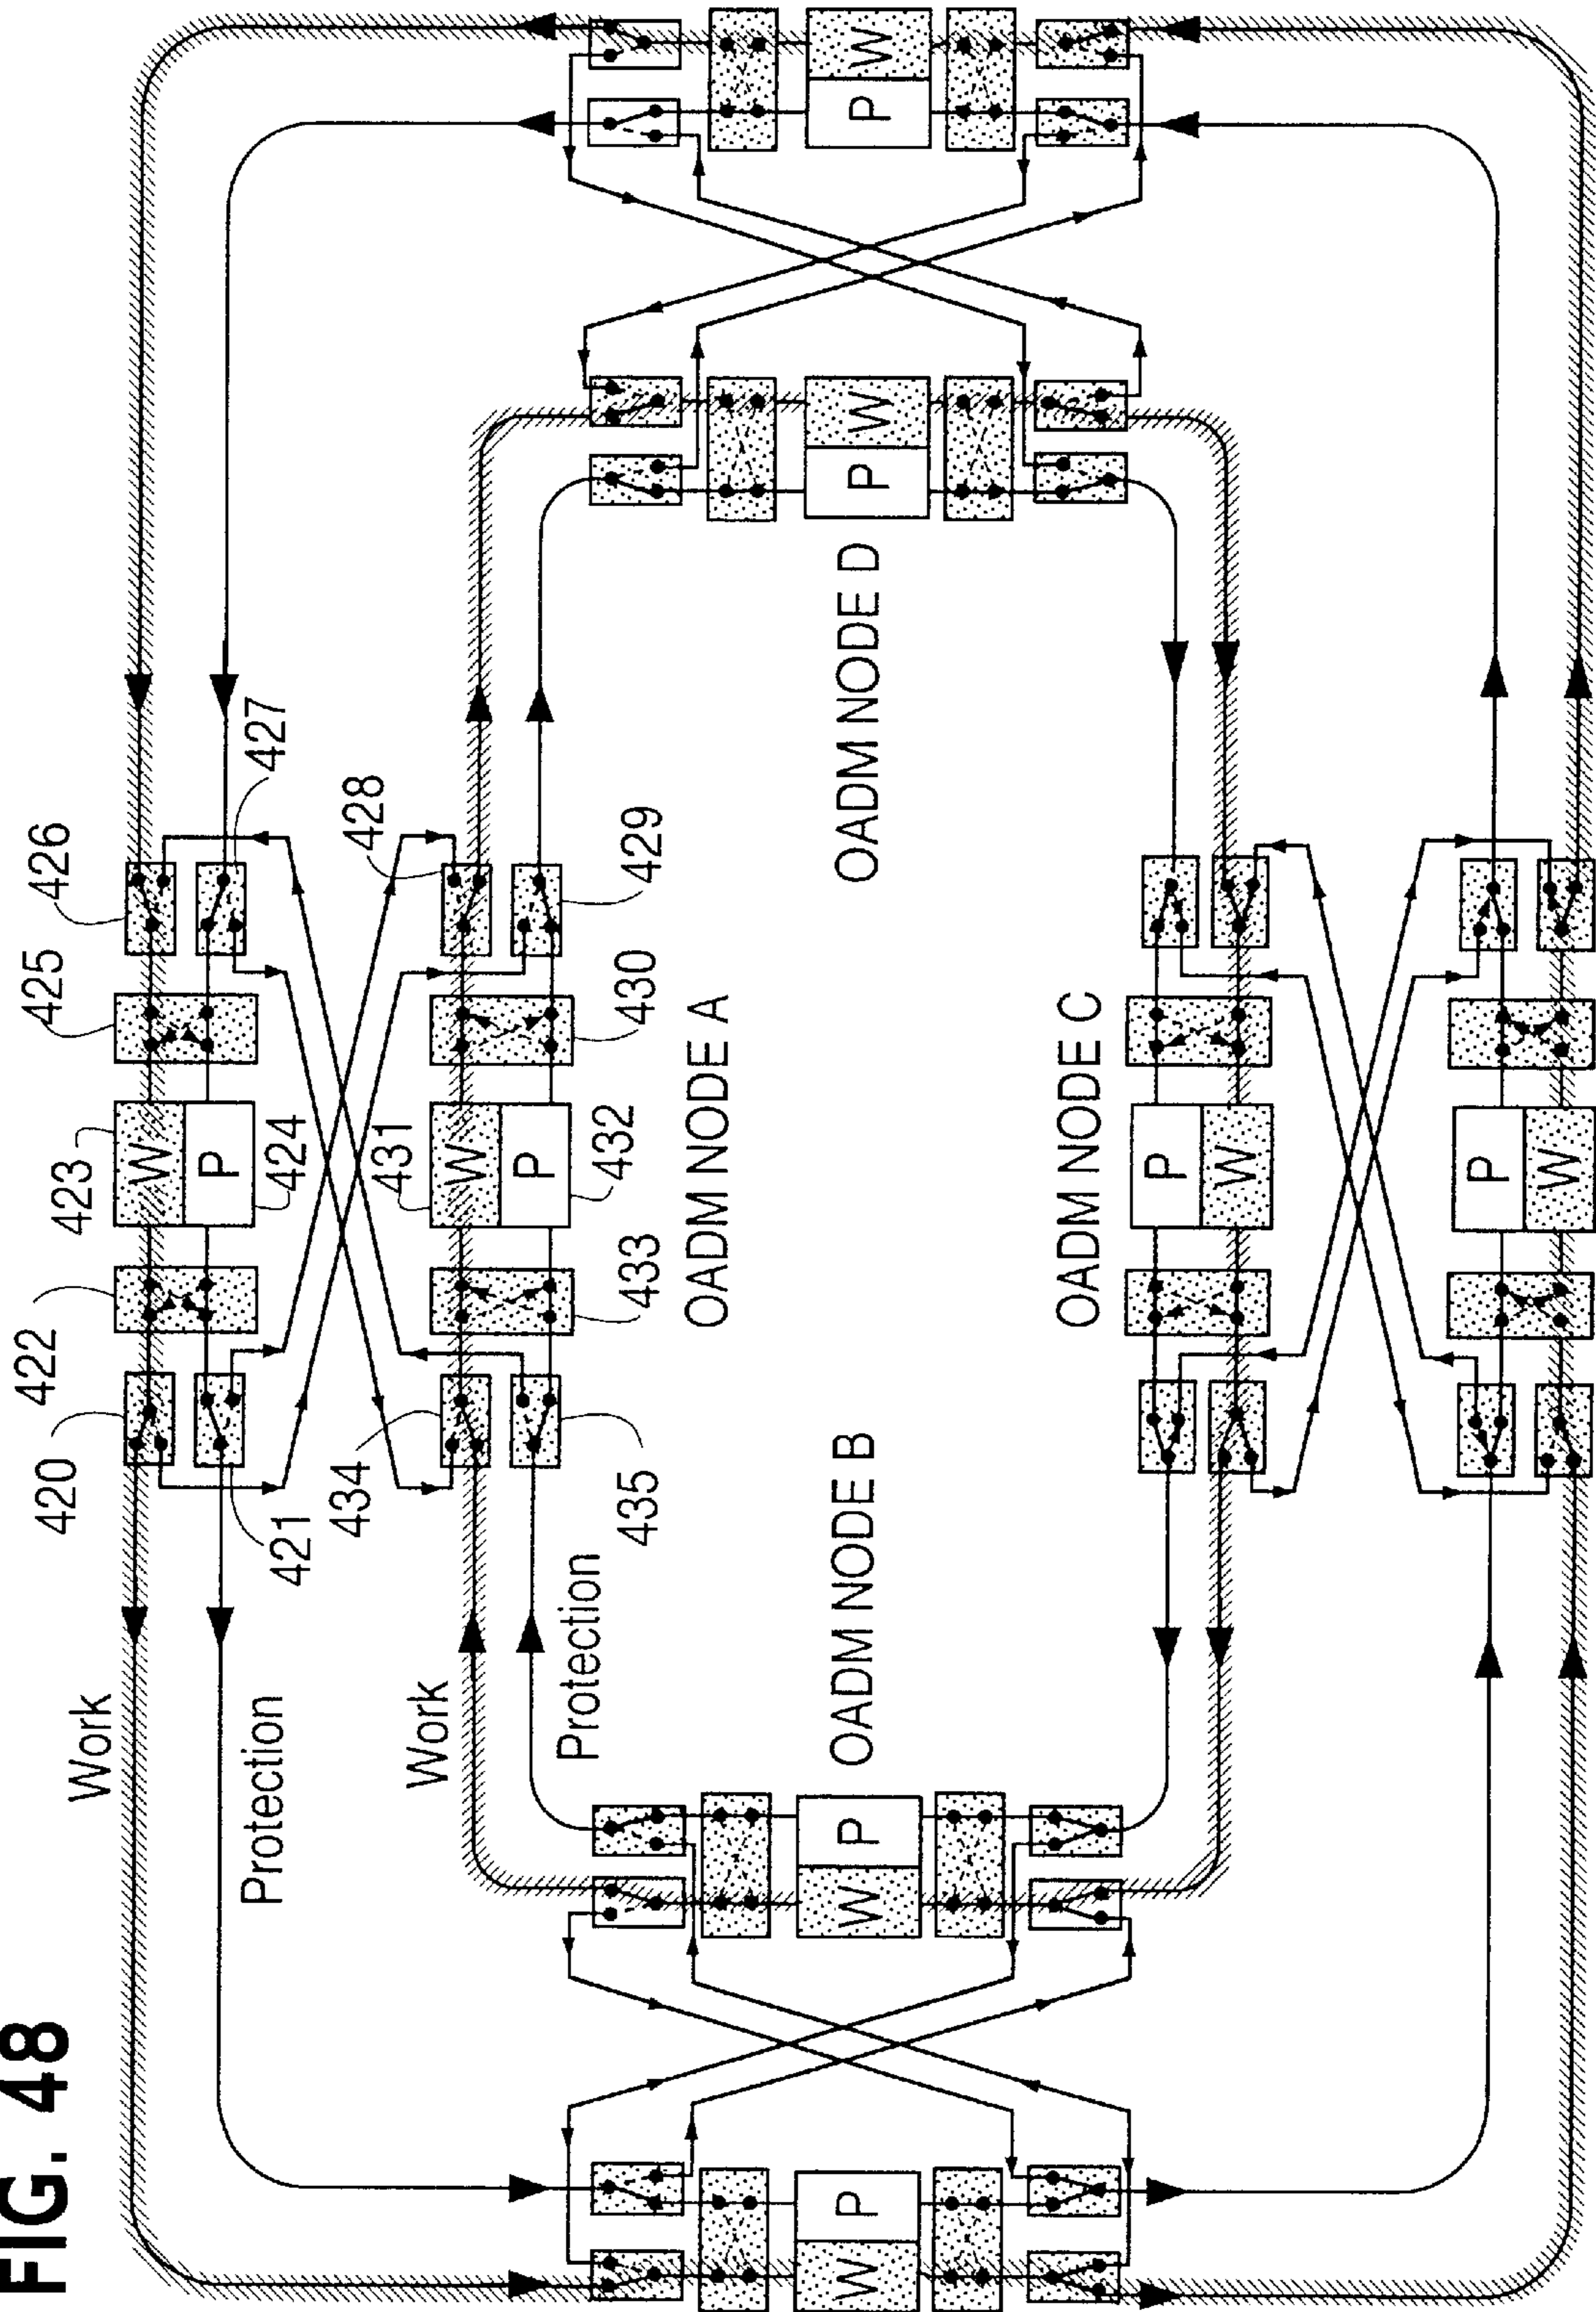 FIG. 48
420
422
423
425
426
Work
W
P
Protection
421
424
427
434
431
428
Work
W
P
Protection
435
433
432
430
429
OADM NODE A
W
P
W
P
OADM NODE B
OADM NODE D
P
W
P
W
OADM NODE C
P
W
P
W